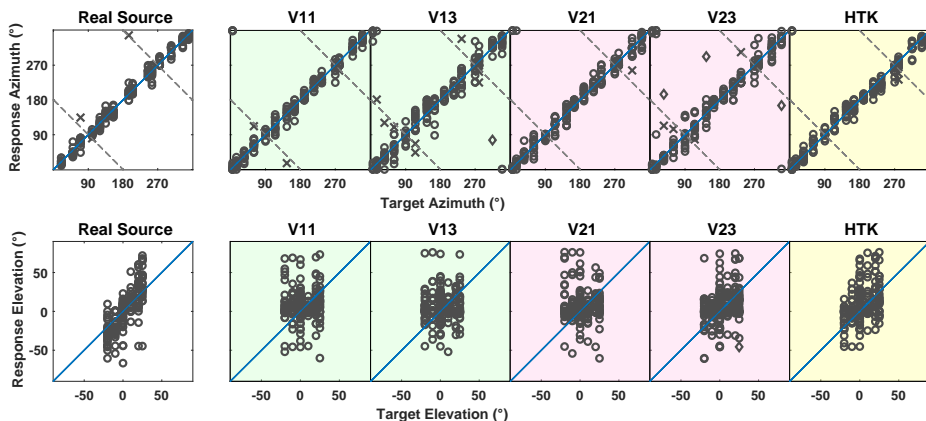 Real Source V11 V13 V21 V23 HTK
Response Azimuth (°)
270
180
90
90 180 270 90 180 270 90 180 270 90 180 270 90 180 270 90 180 270
Target Azimuth (°)
Real Source V11 V13 V21 V23 HTK
Response Elevation (°)
50
0
-50
-50 0 50 -50 0 50 -50 0 50 -50 0 50 -50 0 50 -50 0 50
Target Elevation (°)